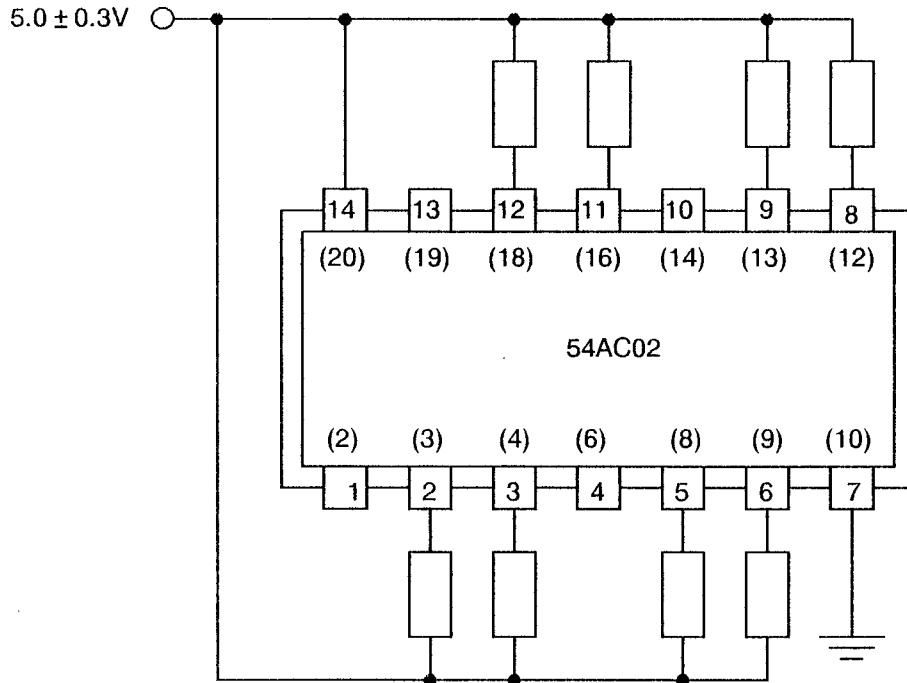 5.0 ± 0.3V
14 13 12 11 10 9 8
(20) (19) (18) (16) (14) (13) (12)
54AC02
(2) (3) (4) (6) (8) (9) (10)
1 2 3 4 5 6 7